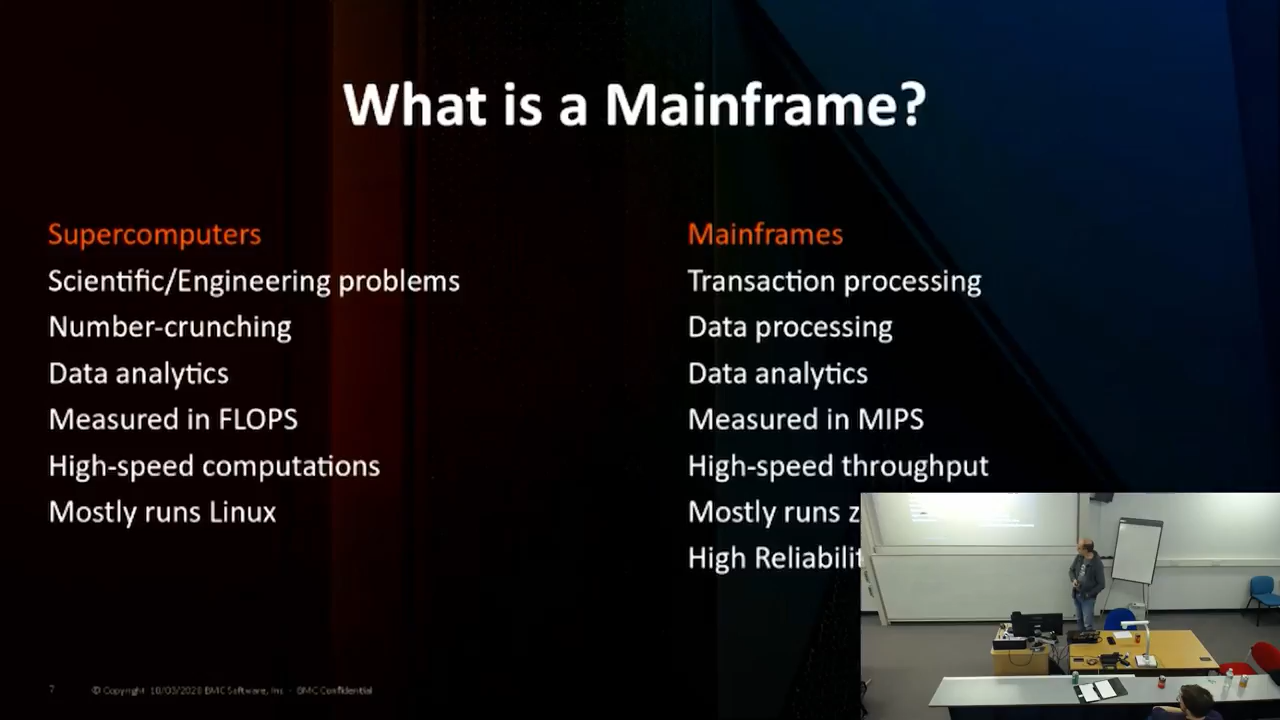 What is a Mainframe?
Supercomputers
Scientific/Engineering problems
Number-crunching
Data analytics
Measured in FLOPS
High-speed computations
Mostly runs Linux
Mainframes
Transaction processing
Data processing
Data analytics
Measured in MIPS
High-speed throughput
Mostly runs z
High Reliabilit
7
© Copyright 10/03/2020 BMC Software, Inc - BMC Confidential